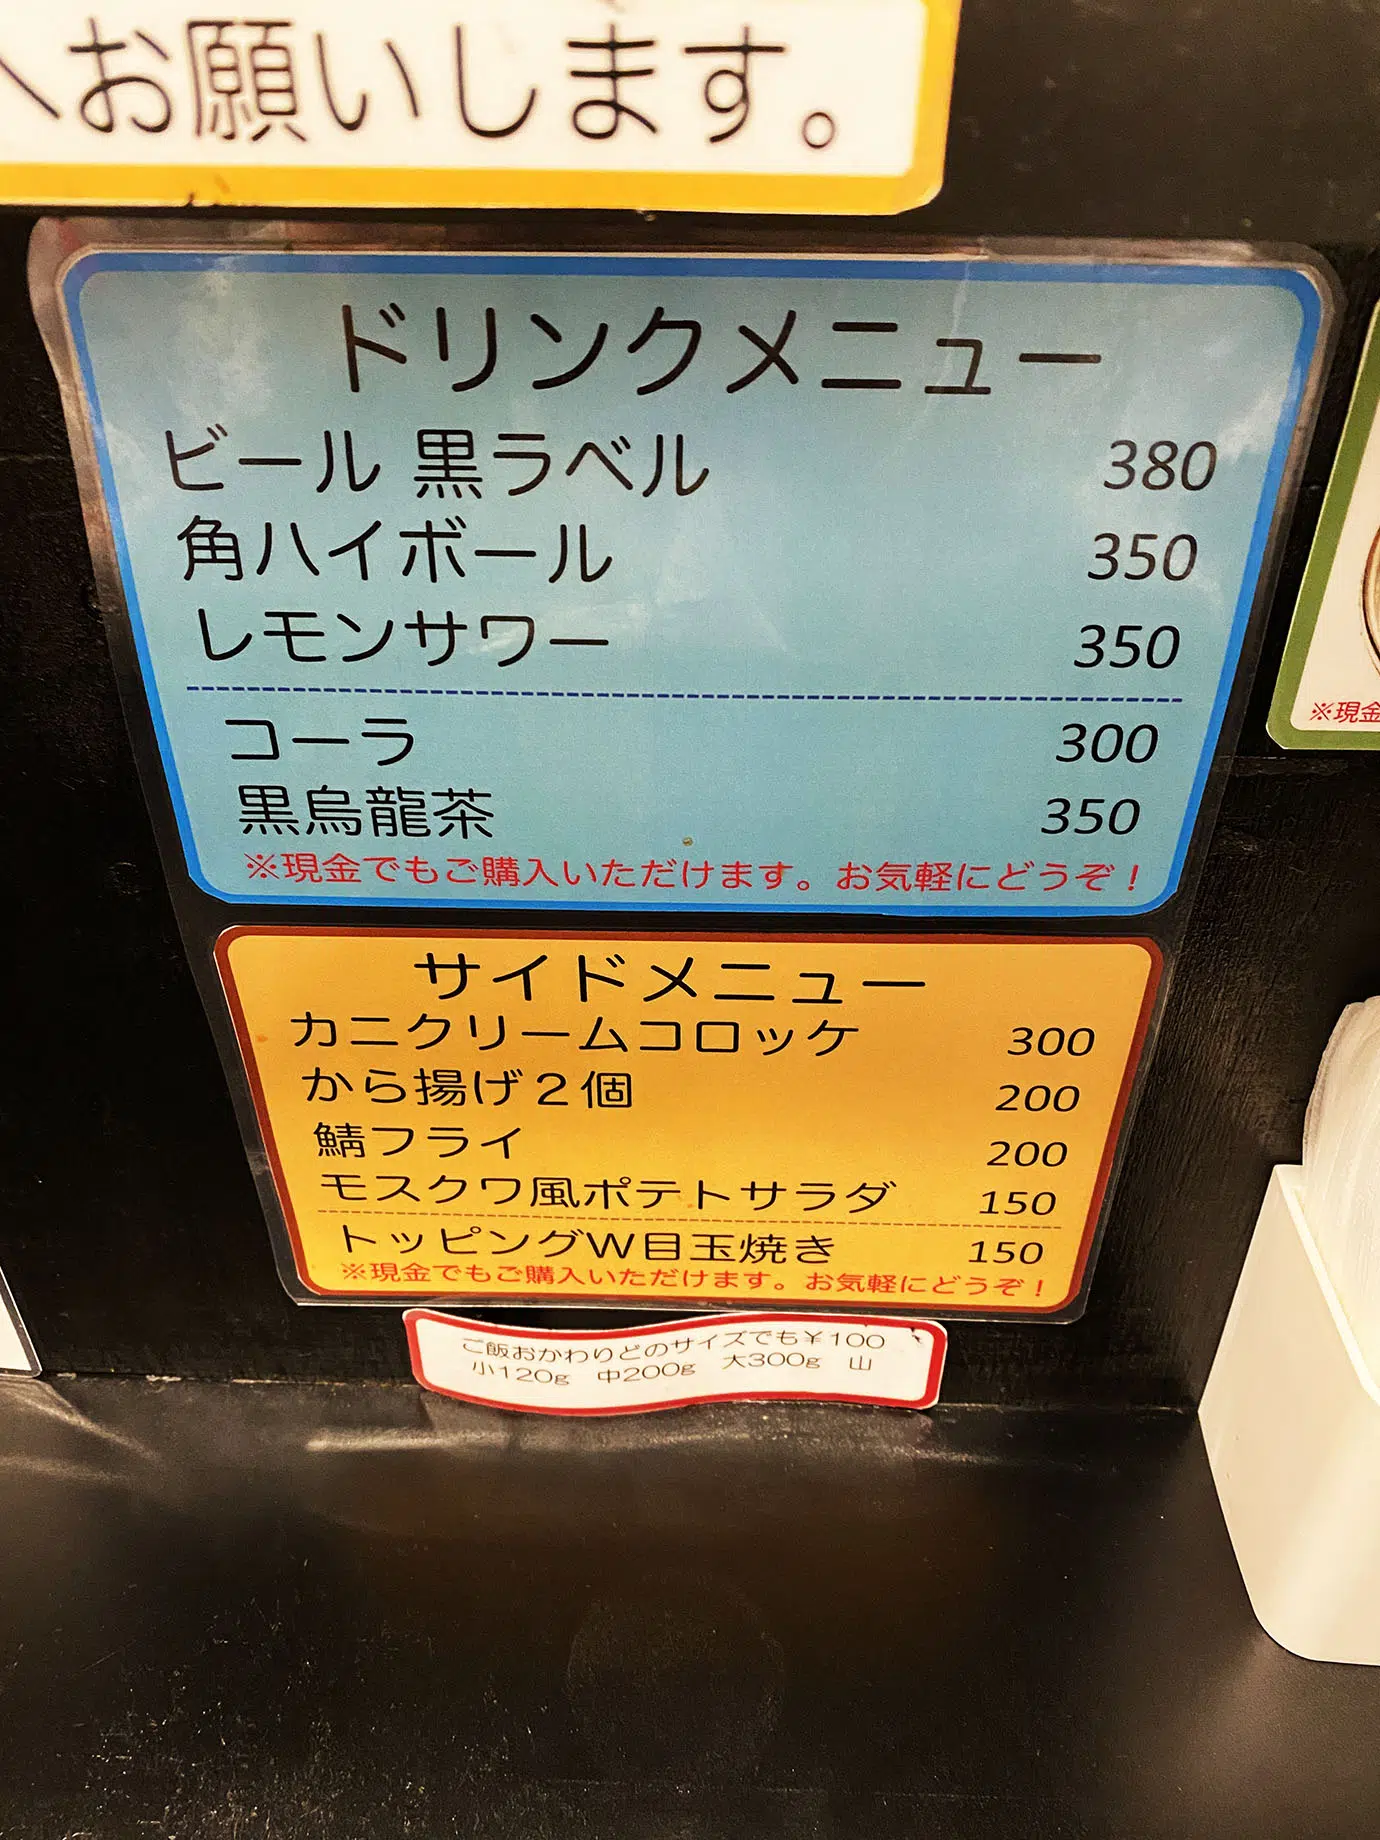 へお願いします。
ドリンクメニュー
ビール 黒ラベル 380
角ハイボール 350
レモンサワー 350
コーラ 300
黒烏龍茶 350
※現金でもご購入いただけます。お気軽にどうぞ！
※現金
サイドメニュー
カニクリームコロッケ 300
から揚げ２個 200
鯖フライ 200
モスクワ風ポテトサラダ 150
トッピングW目玉焼き 150
※現金でもご購入いただけます。お気軽にどうぞ！
ご飯おかわりどのサイズでも￥100
小120g 中200g 大300g 山